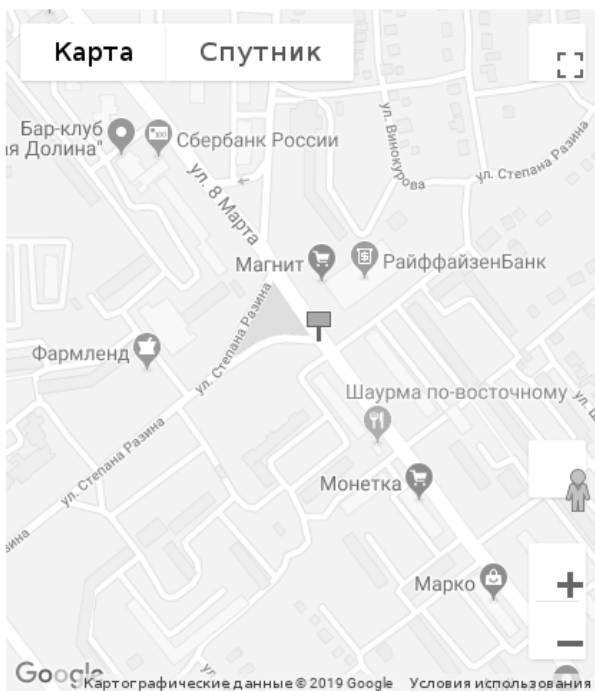 Карта
Спутник
Бар-клуб
ая Долина"
Сбербанк России
ул. Винокурова
ул. Степана Разина
ул. 8 Марта
Магнит
РайффайзенБанк
ул. Степана Разина
Фармленд
Шаурма по-восточному
ул. Степана Разина
Монетка
Марко
Google
Картографические данные © 2019 Google
Условия использования